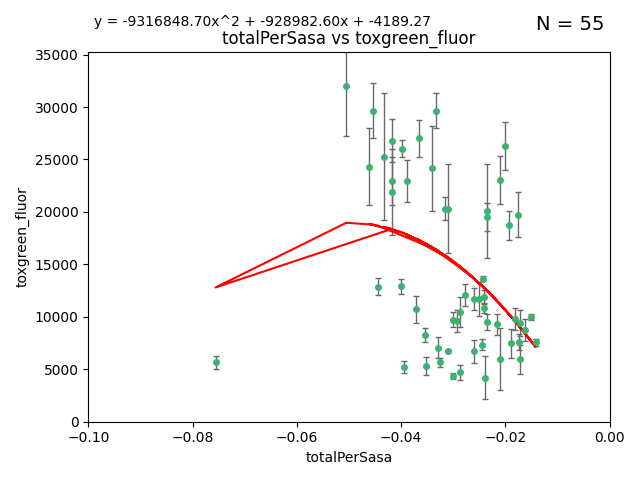 y = -9316848.70x^2 + -928982.60x + -4189.27
N = 55
totalPerSasa vs toxgreen_fluor
35000
30000
25000
20000
15000
10000
5000
0
toxgreen_fluor
−0.10 −0.08 −0.06 −0.04 −0.02 0.00
totalPerSasa